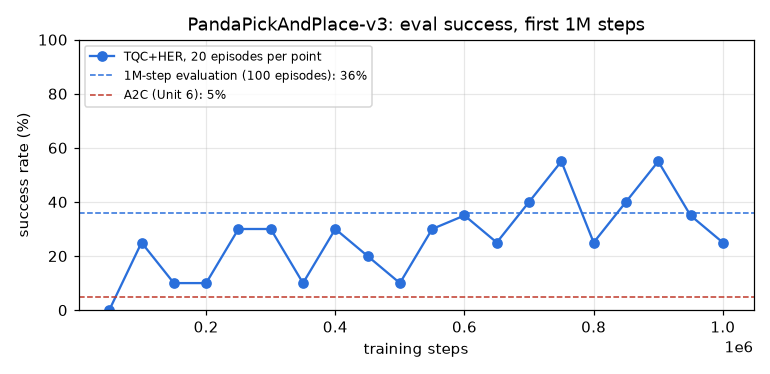 PandaPickAndPlace-v3: eval success, first 1M steps
TQC+HER, 20 episodes per point
1M-step evaluation (100 episodes): 36%
A2C (Unit 6): 5%
success rate (%)
100
80
60
40
20
0
0.2 0.4 0.6 0.8 1.0
1e6
training steps